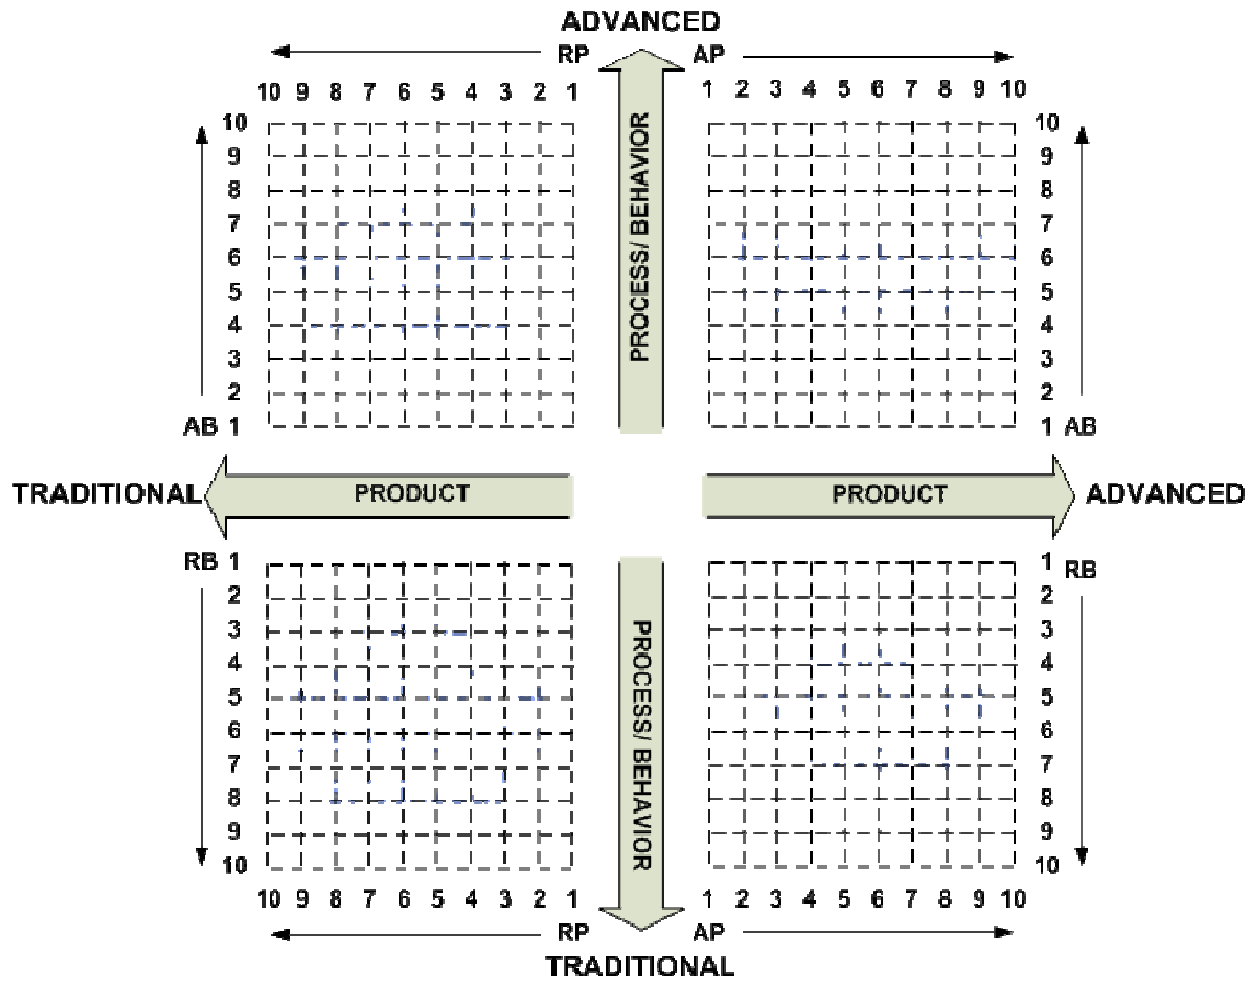 ADVANCED
RP AP
10 9 8 7 6 5 4 3 2 1 1 2 3 4 5 6 7 8 9 10
10 10
9 9
8 8
7 7
6 6
5 5
4 4
3 3
2 2
AB 1 1 AB
PROCESS/ BEHAVIOR
TRADITIONAL PRODUCT PRODUCT ADVANCED
RB 1 1 RB
2 2
3 3
4 4
5 5
6 6
7 7
8 8
9 9
10 10
PROCESS/ BEHAVIOR
10 9 8 7 6 5 4 3 2 1 1 2 3 4 5 6 7 8 9 10
RP AP
TRADITIONAL